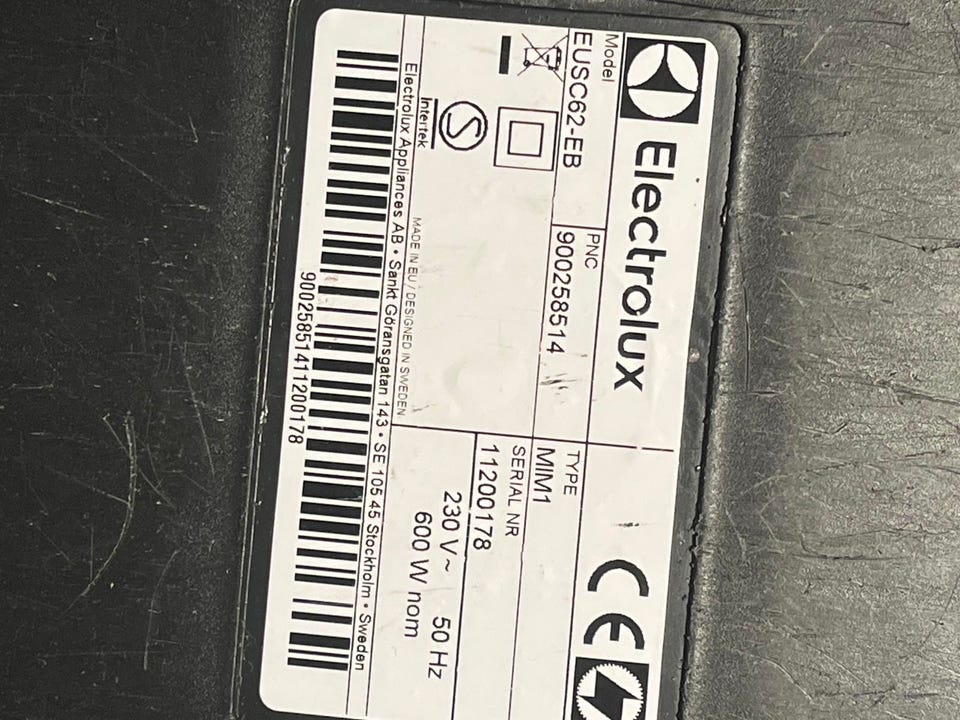 Electrolux
CE
Model
EUSC62-EB
PNC
900258514
TYPE
MIM1
SERIAL NR
11200178
230 V ~ 50 Hz
600 W nom
S
Intertek
MADE IN EU / DESIGNED IN SWEDEN
Electrolux Appliances AB • Sankt Göransgatan 143 • SE 105 45 Stockholm • Sweden
90025851411200178